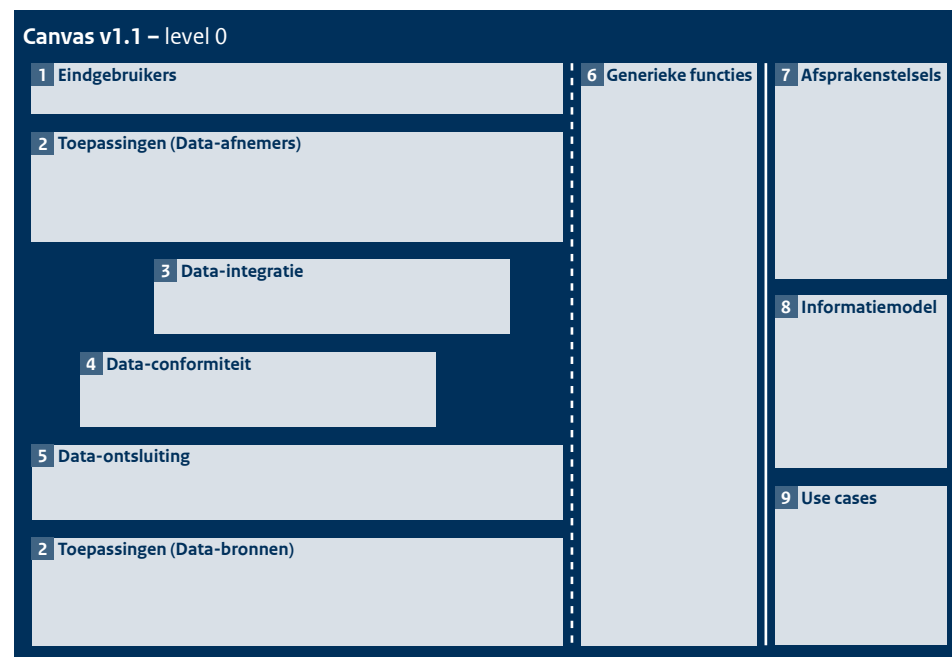 Canvas v1.1 – level 0
1 Eindgebruikers
2 Toepassingen (Data-afnemers)
3 Data-integratie
4 Data-conformiteit
5 Data-ontsluiting
2 Toepassingen (Data-bronnen)
6 Generieke functies
7 Afsprakenstelsels
8 Informatiemodel
9 Use cases